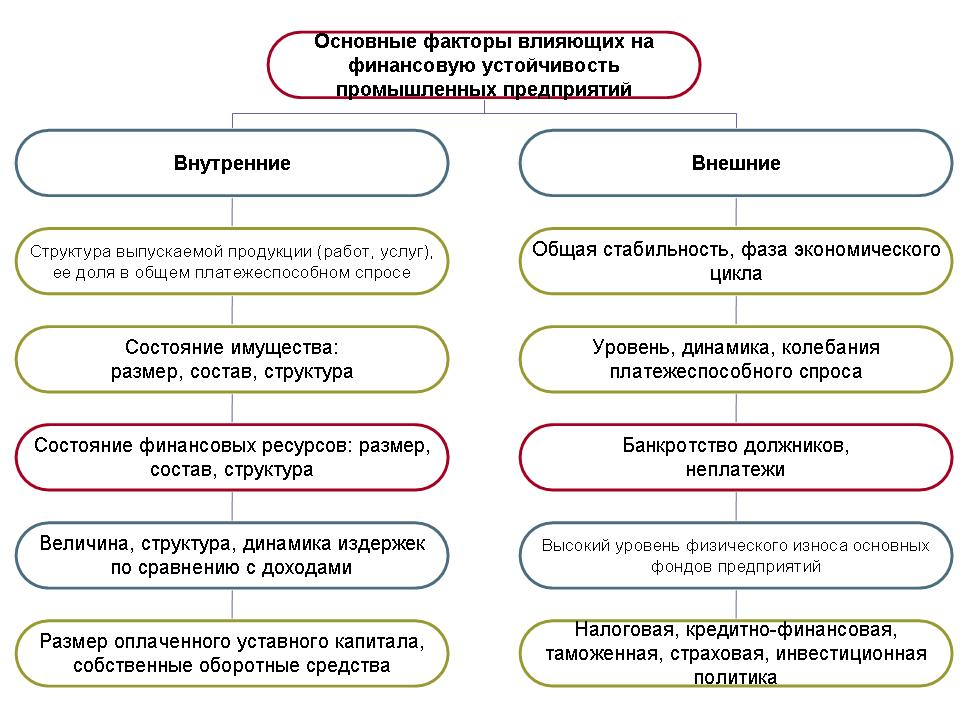 Основные факторы влияющих на
финансовую устойчивость
промышленных предприятий
Внутренние
Внешние
Структура выпускаемой продукции (работ, услуг),
ее доля в общем платежеспособном спросе
Общая стабильность, фаза экономического
цикла
Состояние имущества:
размер, состав, структура
Уровень, динамика, колебания
платежеспособного спроса
Состояние финансовых ресурсов: размер,
состав, структура
Банкротство должников,
неплатежи
Величина, структура, динамика издержек
по сравнению с доходами
Высокий уровень физического износа основных
фондов предприятий
Размер оплаченного уставного капитала,
собственные оборотные средства
Налоговая, кредитно-финансовая,
таможенная, страховая, инвестиционная
политика